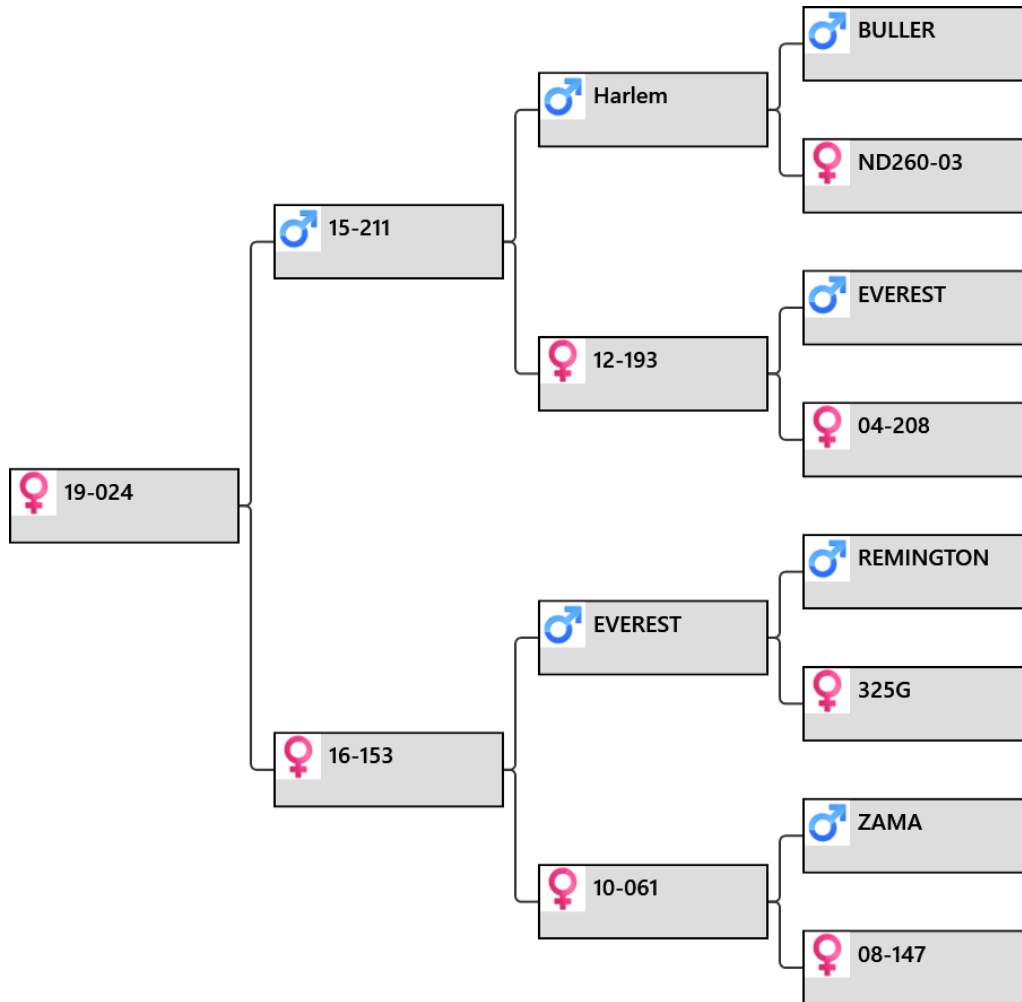 BULLER
Harlem
ND260-03
15-211
EVEREST
12-193
04-208
19-024
REMINGTON
EVEREST
325G
16-153
ZAMA
10-061
08-147